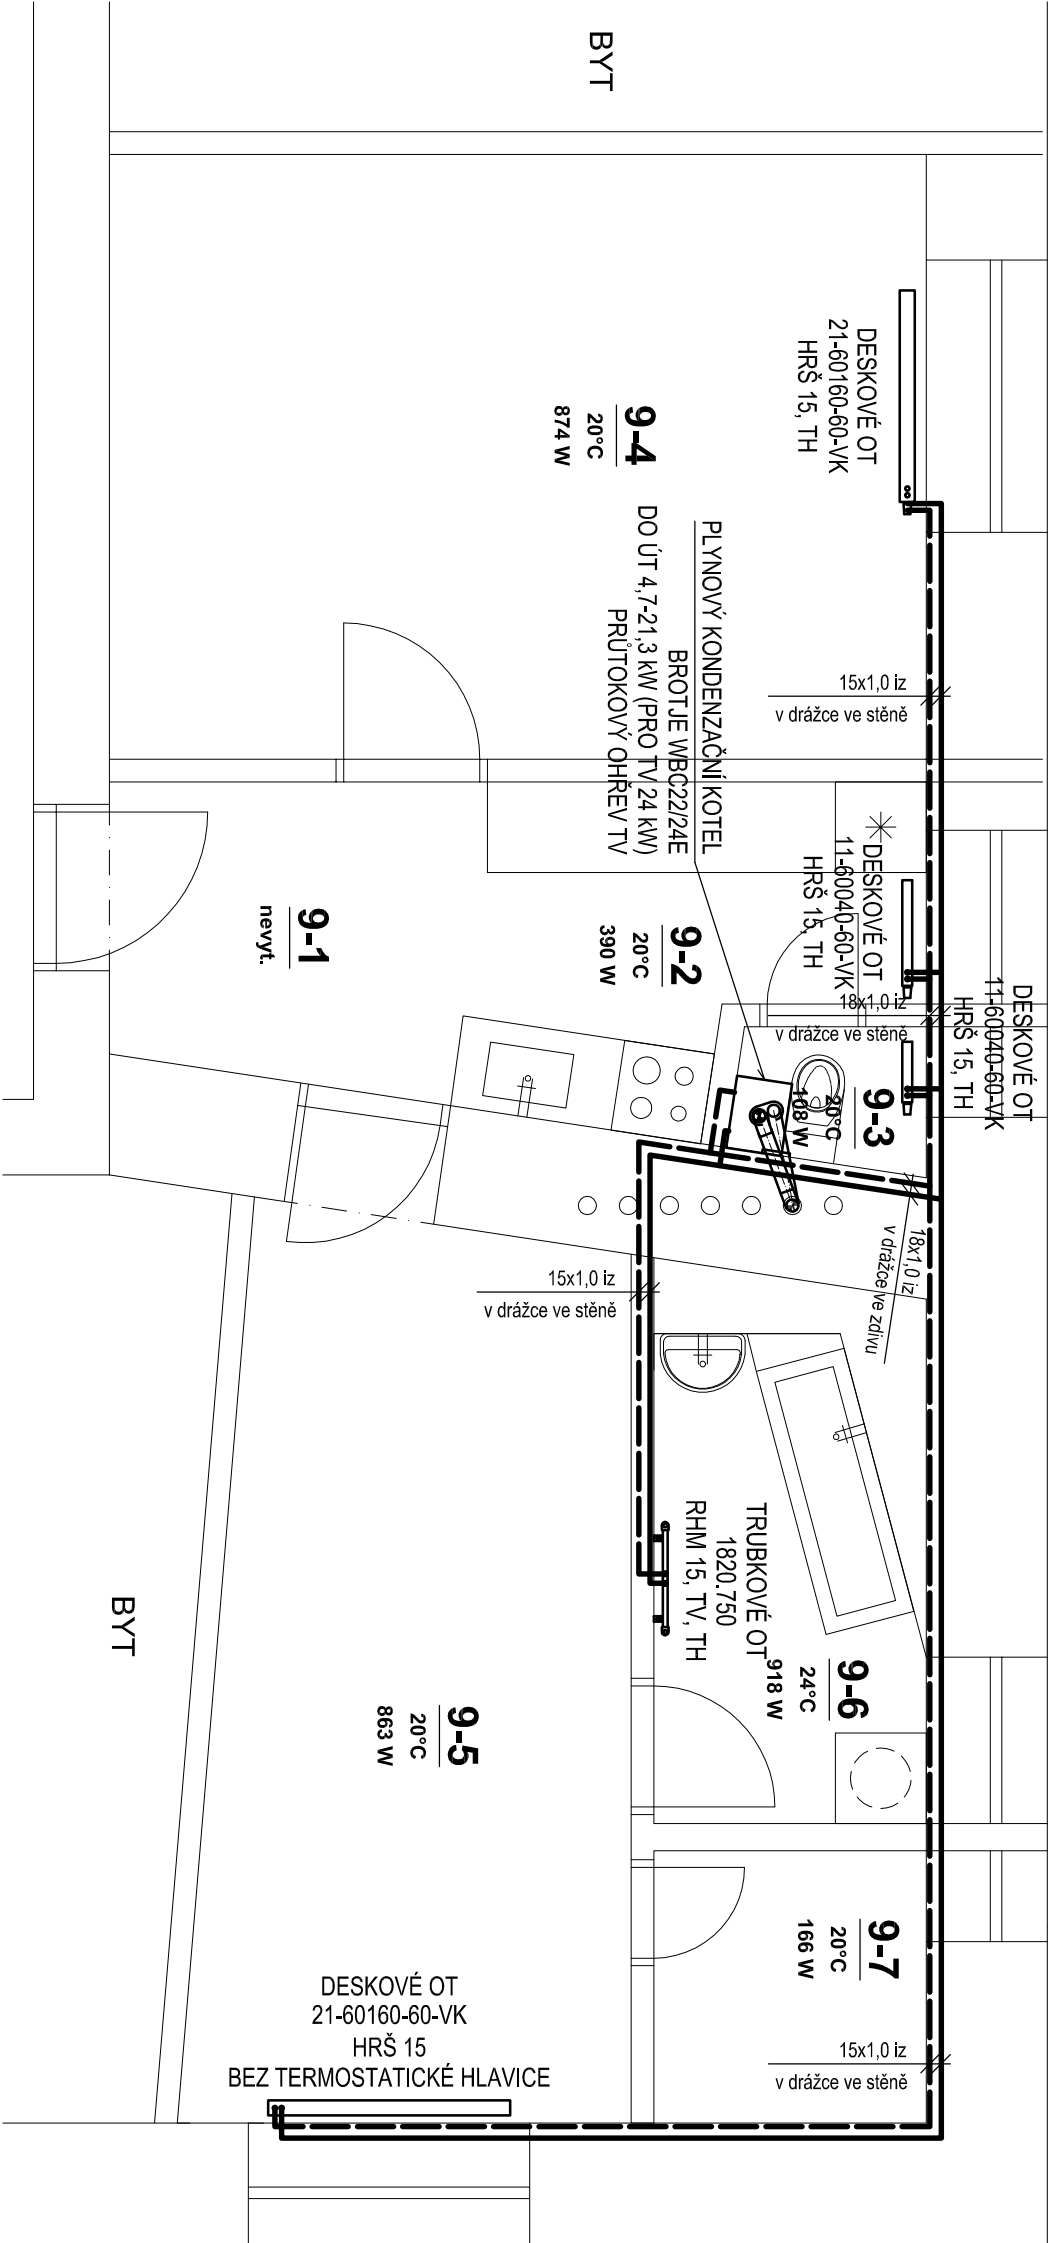 BYT
DESKOVÉ OT
21-60160-60-VK
HRŠ 15, TH
9-4
20°C
874 W
PLYNOVÝ KONDENZAČNÍ KOTEL
BROTJE WBC22/24E
DO ÚT 4,7-21,3 kW (PRO TV 24 kW)
PRŮTOKOVÝ OHŘEV TV
15x1,0 iz
v drážce ve stěně
DESKOVÉ OT
11-60040-60-VK
HRŠ 15, TH
9-1
nevyt.
9-2
20°C
390 W
18x1,0 iz
v drážce ve stěně
DESKOVÉ OT
11-60040-60-VK
HRŠ 15, TH
9-3
20°C
108 W
18x1,0 iz
v drážce ve zdivu
15x1,0 iz
v drážce ve stěně
TRUBKOVÉ OT
1820.750
RHM 15, TV, TH
9-6
24°C
918 W
BYT
9-5
20°C
863 W
9-7
20°C
166 W
DESKOVÉ OT
21-60160-60-VK
HRŠ 15
BEZ TERMOSTATICKÉ HLAVICE
15x1,0 iz
v drážce ve stěně